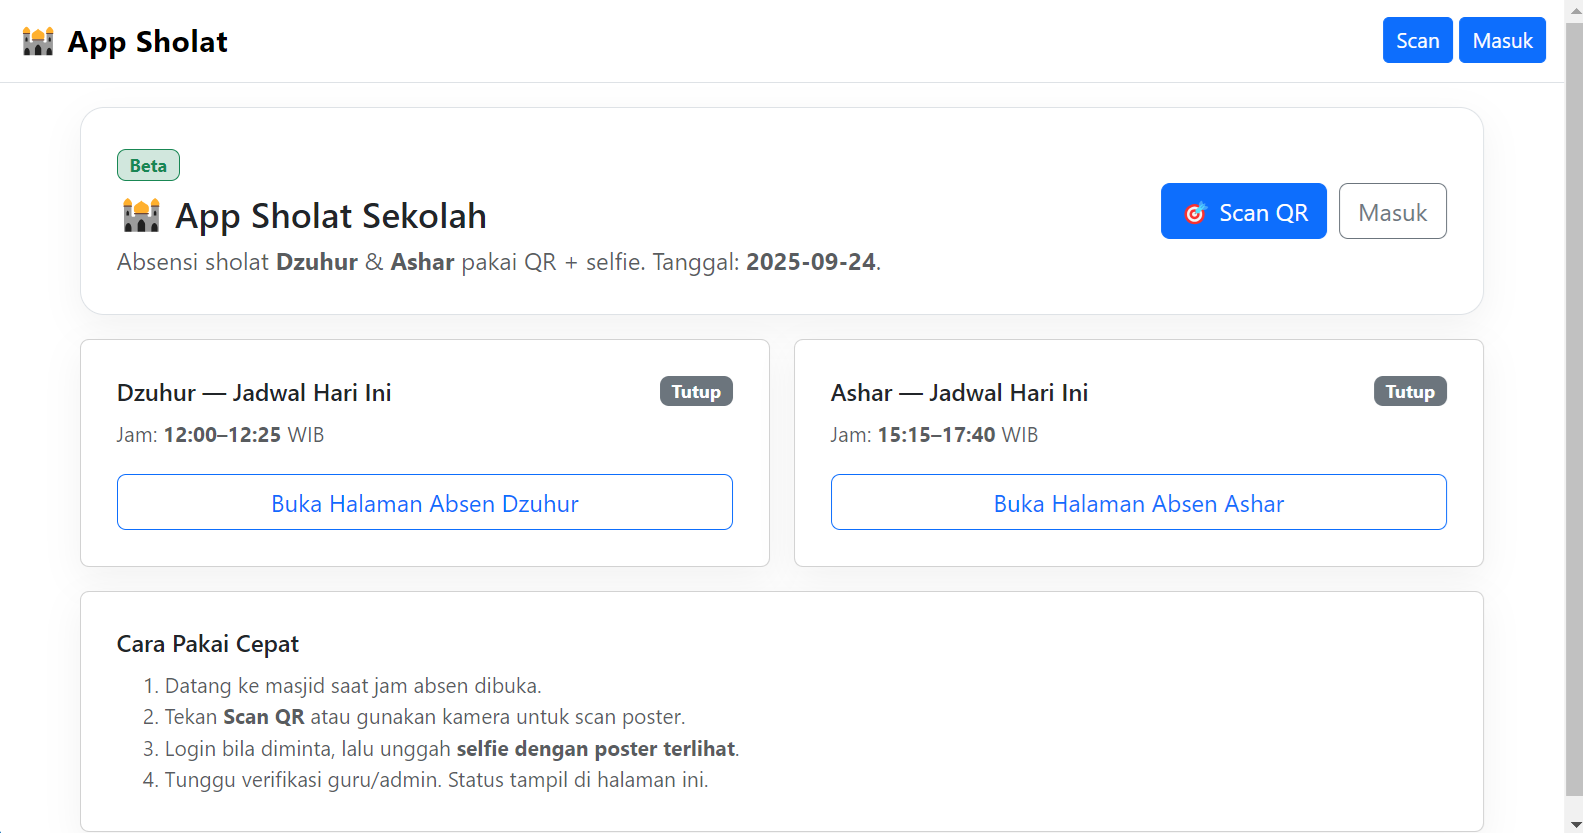 App Sholat
Scan
Masuk
Beta
App Sholat Sekolah
Absensi sholat Dzuhur & Ashar pakai QR + selfie. Tanggal: 2025-09-24.
Scan QR
Masuk
Dzuhur — Jadwal Hari Ini
Tutup
Jam: 12:00–12:25 WIB
Buka Halaman Absen Dzuhur
Ashar — Jadwal Hari Ini
Tutup
Jam: 15:15–17:40 WIB
Buka Halaman Absen Ashar
Cara Pakai Cepat
1. Datang ke masjid saat jam absen dibuka.
2. Tekan Scan QR atau gunakan kamera untuk scan poster.
3. Login bila diminta, lalu unggah selfie dengan poster terlihat.
4. Tunggu verifikasi guru/admin. Status tampil di halaman ini.